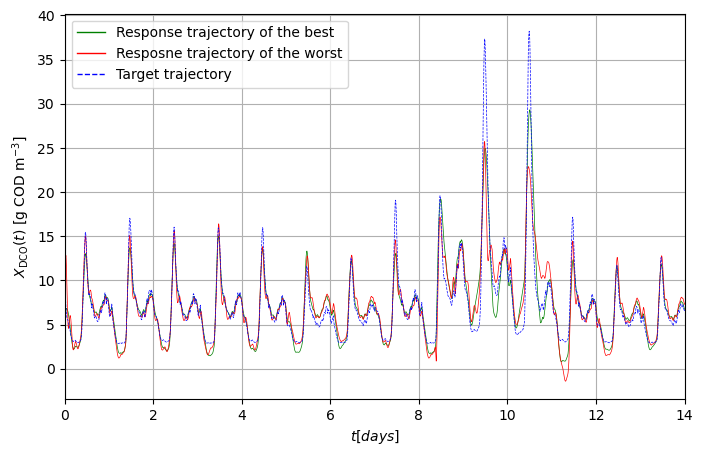 Response trajectory of the best
Resposne trajectory of the worst
Target trajectory
40
35
30
25
20
15
10
5
0
X_DCO(t) [g COD m⁻³]
0 2 4 6 8 10 12 14
t[days]